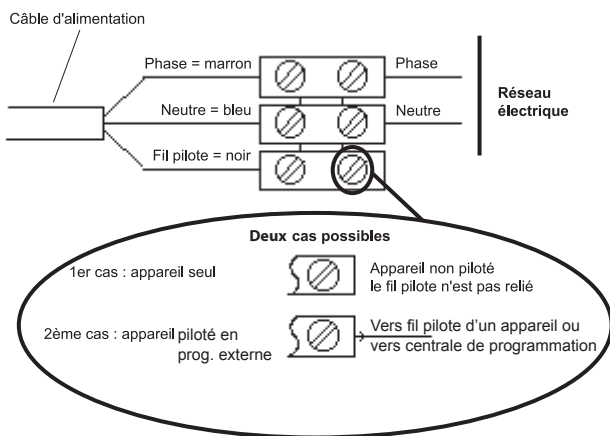 Câble d'alimentation
Phase = marron
Phase
Neutre = bleu
Neutre
Réseau
électrique
Fil pilote = noir
Deux cas possibles
1er cas : appareil seul
Appareil non piloté
le fil pilote n'est pas relié
2ème cas : appareil piloté en
prog. externe
Vers fil pilote d'un appareil ou
vers centrale de programmation